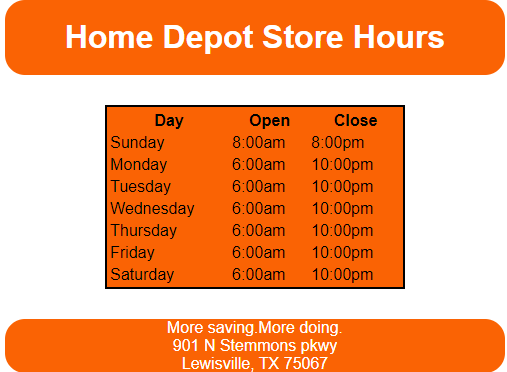 Home Depot Store Hours
Day Open Close
Sunday 8:00am 8:00pm
Monday 6:00am 10:00pm
Tuesday 6:00am 10:00pm
Wednesday 6:00am 10:00pm
Thursday 6:00am 10:00pm
Friday 6:00am 10:00pm
Saturday 6:00am 10:00pm
More saving.More doing.
901 N Stemmons pkwy
Lewisville, TX 75067